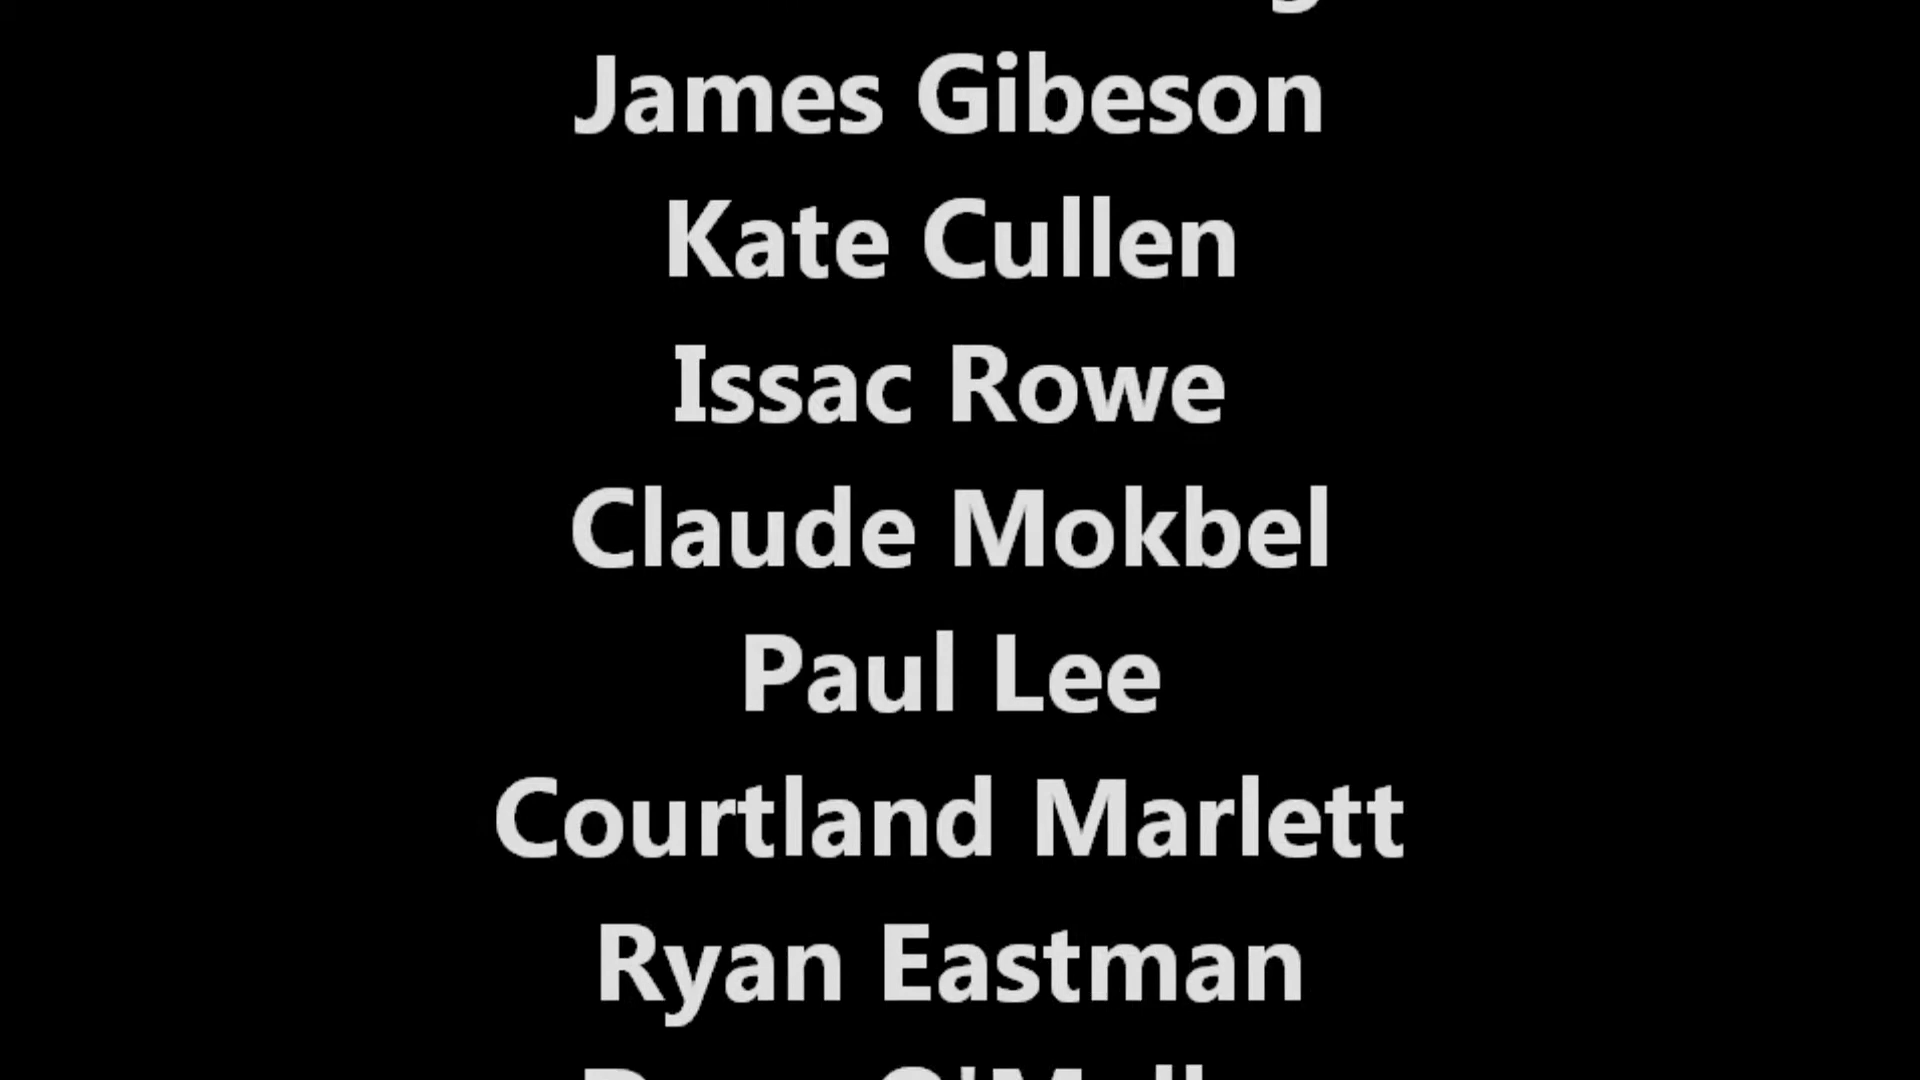 James Gibeson
Kate Cullen
Issac Rowe
Claude Mokbel
Paul Lee
Courtland Marlett
Ryan Eastman